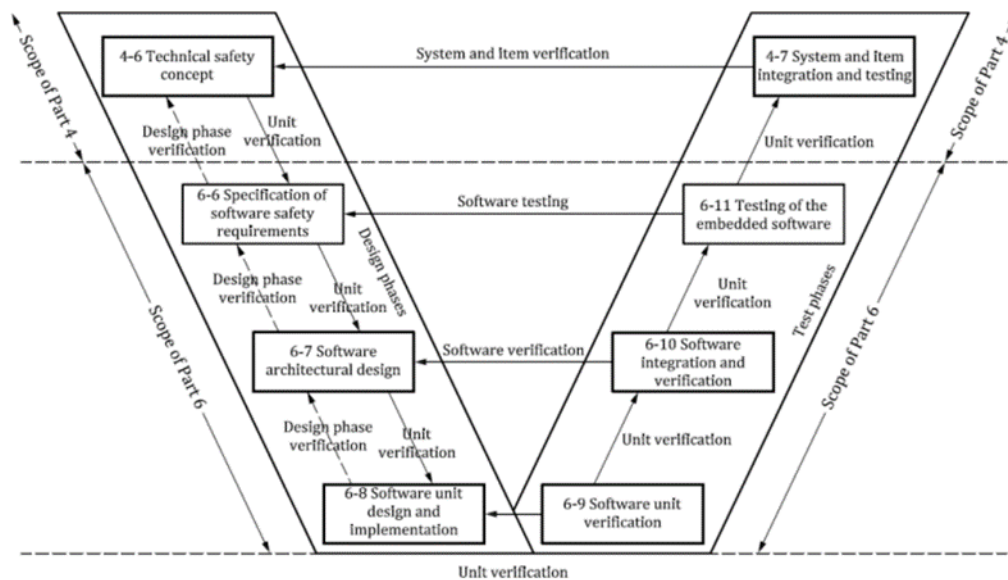 4-6 Technical safety
concept
System and Item verification
4-7 System and Item
integration and testing
Scope of Part 4
Scope of Part 4
Design phase
verification
Unit
verification
Unit verification
6-6 Specification of
software safety
requirements
Software testing
6-11 Testing of the
embedded software
Design phases
Test phases
Design phase
verification
Unit
verification
Unit
verification
Scope of Part 6
Scope of Part 6
6-7 Software
architectural design
Software verification
6-10 Software
integration and
verification
Design phase
verification
Unit
verification
Unit verification
6-8 Software unit
design and
implementation
6-9 Software unit
verification
Unit verification